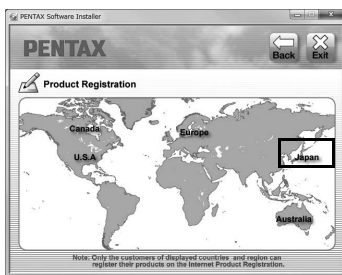 PENTAX Software Installer
PENTAX
Back
Exit
Product Registration
Canada
Europe
U.S.A
Japan
Australia
Note: Only the customers of displayed countries and region can
register their products on the Internet Product Registration.